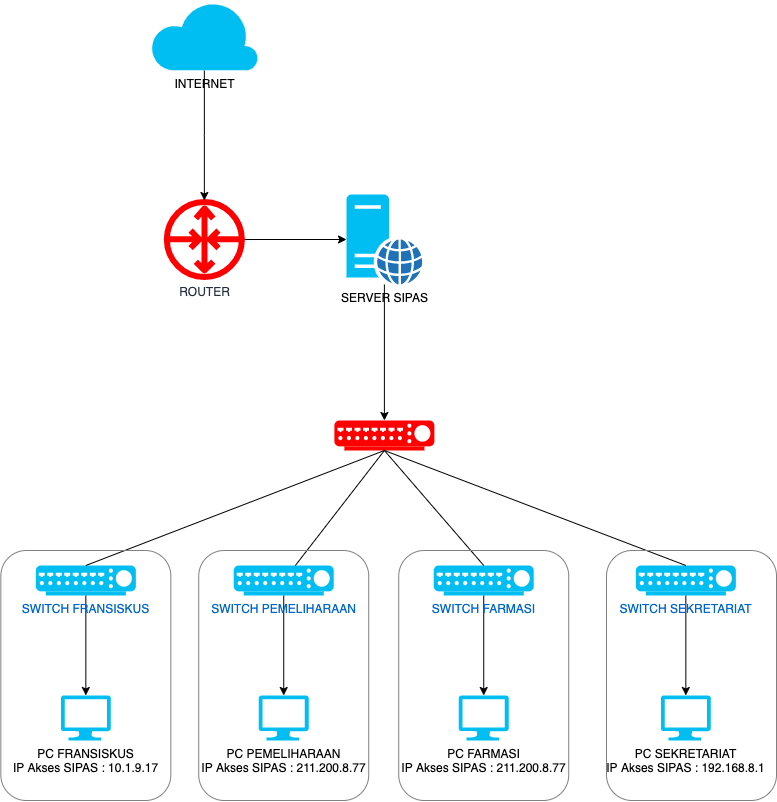 INTERNET
ROUTER
SERVER SIPAS
SWITCH FRANSISKUS
SWITCH PEMELIHARAAN
SWITCH FARMASI
SWITCH SEKRETARIAT
PC FRANSISKUS
IP Akses SIPAS : 10.1.9.17
PC PEMELIHARAAN
IP Akses SIPAS : 211.200.8.77
PC FARMASI
IP Akses SIPAS : 211.200.8.77
PC SEKRETARIAT
IP Akses SIPAS : 192.168.8.1